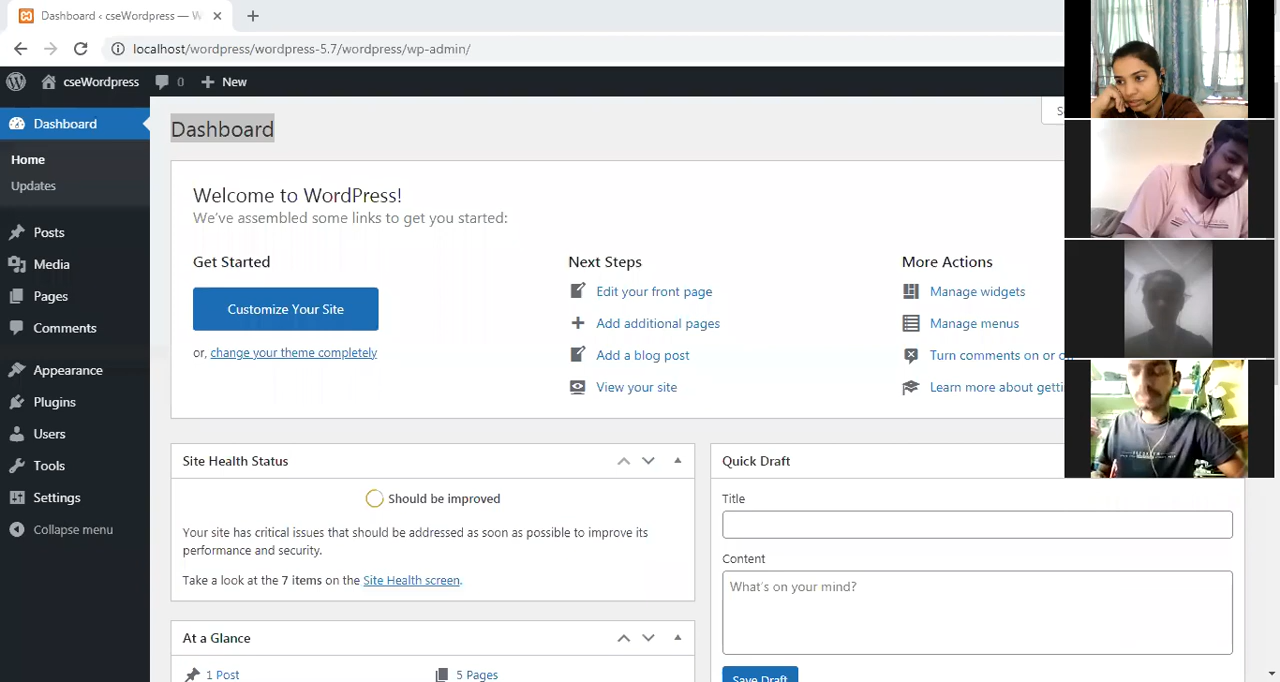 Dashboard ‹ cseWordpress — W
localhost/wordpress/wordpress-5.7/wordpress/wp-admin/
cseWordpress 0 New
Dashboard
Home
Updates
Posts
Media
Pages
Comments
Appearance
Plugins
Users
Tools
Settings
Collapse menu
Dashboard
S
Welcome to WordPress!
We've assembled some links to get you started:
Get Started
Customize Your Site
or, change your theme completely
Next Steps
Edit your front page
Add additional pages
Add a blog post
View your site
More Actions
Manage widgets
Manage menus
Turn comments on or o
Learn more about getti
Site Health Status
Should be improved
Your site has critical issues that should be addressed as soon as possible to improve its
performance and security.
Take a look at the 7 items on the Site Health screen.
At a Glance
1 Post
5 Pages
Quick Draft
Title
Content
What's on your mind?
Save Draft